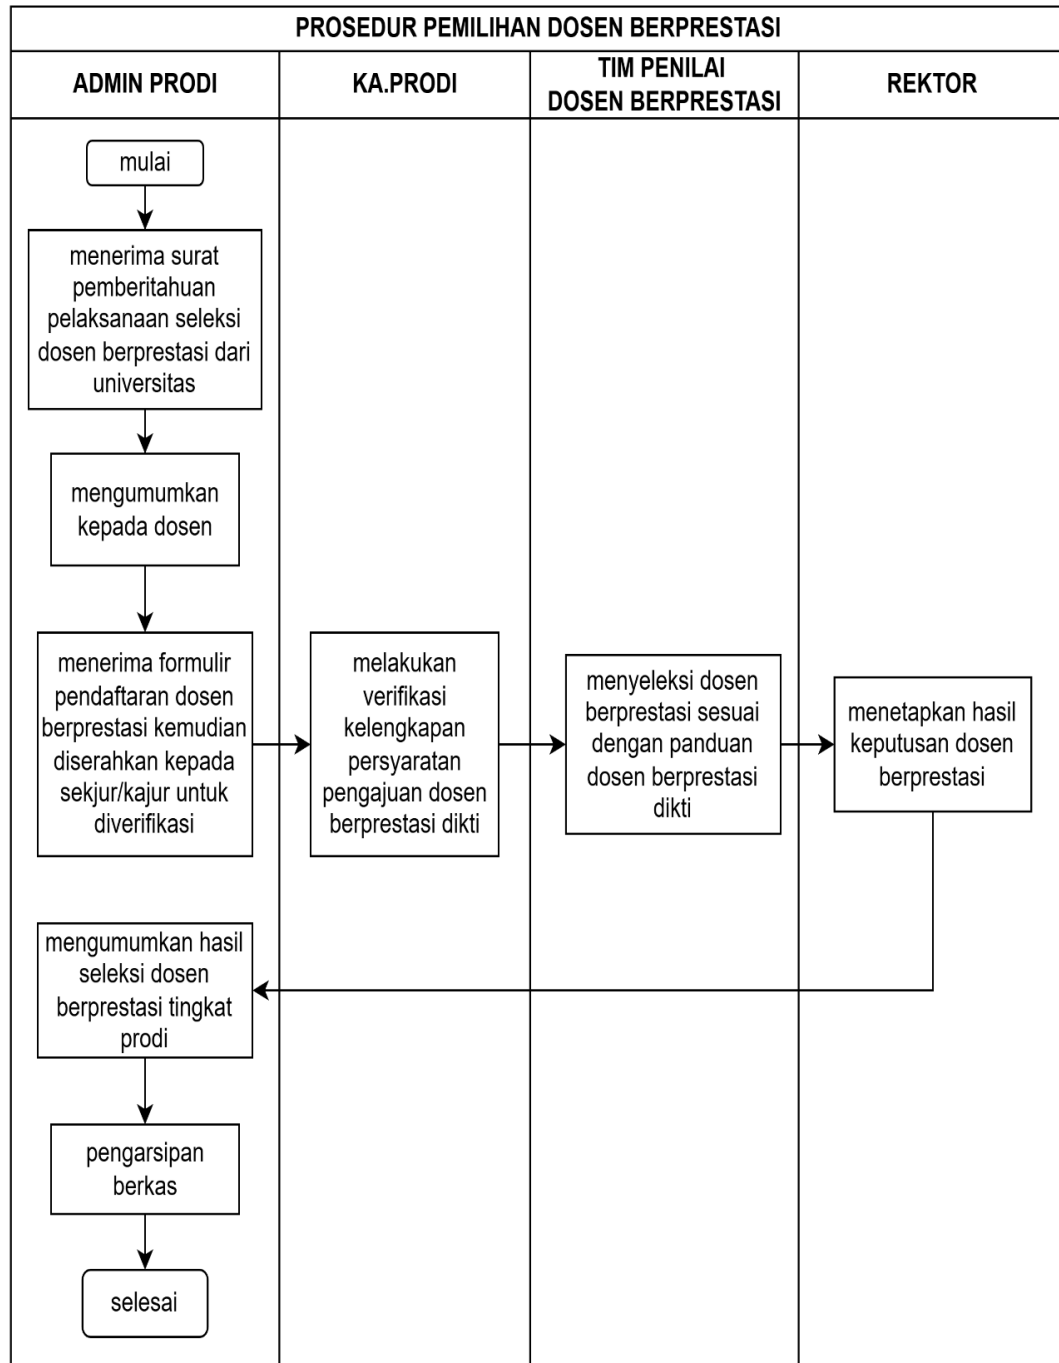 PROSEDUR PEMILIHAN DOSEN BERPRESTASI
ADMIN PRODI
KA.PRODI
TIM PENILAI
DOSEN BERPRESTASI
REKTOR
mulai
menerima surat
pemberitahuan
pelaksanaan seleksi
dosen berprestasi dari
universitas
mengumumkan
kepada dosen
menerima formulir
pendaftaran dosen
berprestasi kemudian
diserahkan kepada
sekjur/kajur untuk
diverifikasi
melakukan
verifikasi
kelengkapan
persyaratan
pengajuan dosen
berprestasi dikti
menyeleksi dosen
berprestasi sesuai
dengan panduan
dosen berprestasi
dikti
menetapkan hasil
keputusan dosen
berprestasi
mengumumkan hasil
seleksi dosen
berprestasi tingkat
prodi
pengarsipan
berkas
selesai